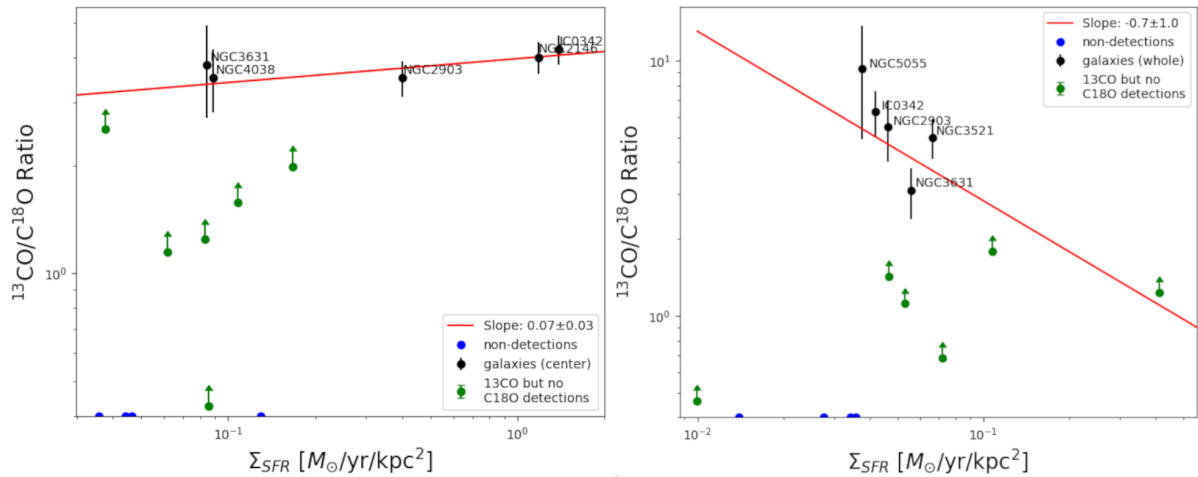 ¹³CO/C¹⁸O Ratio
10⁰
NGC3631
NGC4038
NGC2903
NGC2146
IC0342
Slope: 0.07±0.03
non-detections
galaxies (center)
13CO but no
C18O detections
10⁻¹
10⁰
Σ_SFR [M_⊙/yr/kpc²]
¹³CO/C¹⁸O Ratio
10¹
10⁰
Slope: -0.7±1.0
non-detections
galaxies (whole)
13CO but no
C18O detections
NGC5055
IC0342
NGC2903
NGC3521
NGC3631
10⁻²
10⁻¹
Σ_SFR [M_⊙/yr/kpc²]